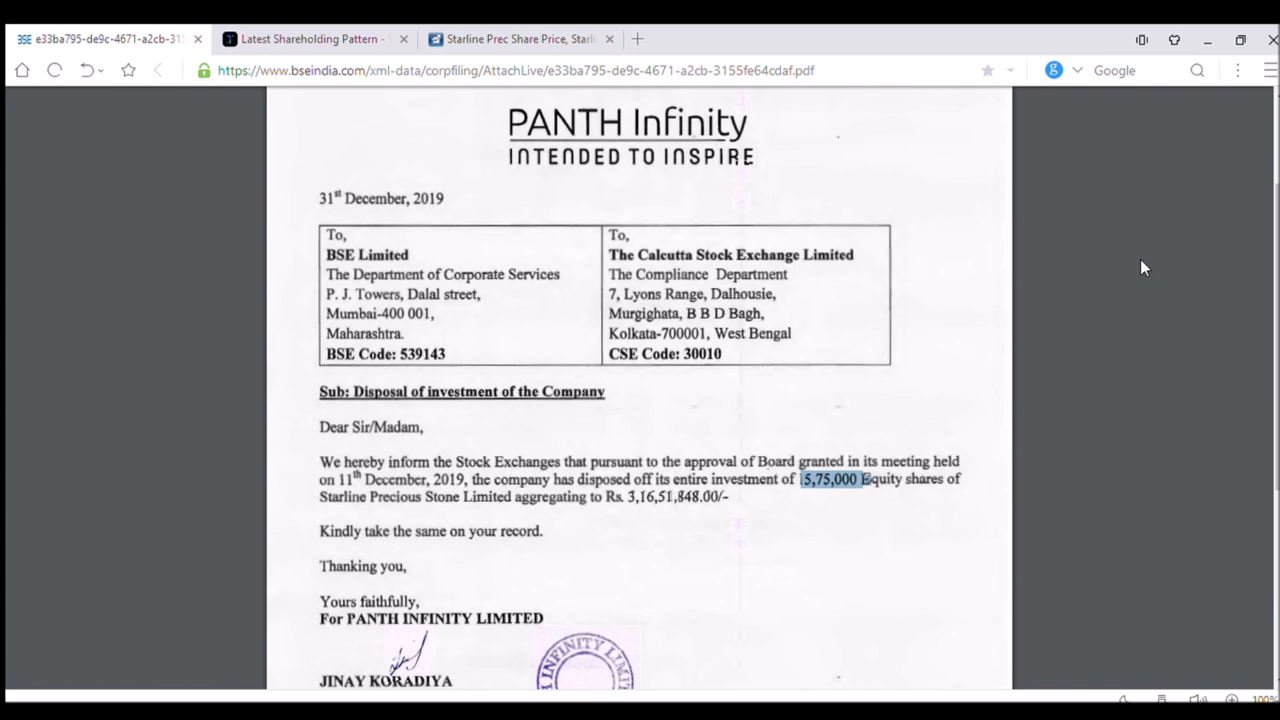 e33ba795-de9c-4671-a2cb-315
Latest Shareholding Pattern -
Starline Prec Share Price, Starli
https://www.bseindia.com/xml-data/corpfiling/AttachLive/e33ba795-de9c-4671-a2cb-3155fe64cdaf.pdf
Google
PANTH Infinity
INTENDED TO INSPIRE
31st December, 2019
To,
BSE Limited
The Department of Corporate Services
P. J. Towers, Dalal street,
Mumbai-400 001,
Maharashtra.
BSE Code: 539143
To,
The Calcutta Stock Exchange Limited
The Compliance Department
7, Lyons Range, Dalhousie,
Murgighata, B B D Bagh,
Kolkata-700001, West Bengal
CSE Code: 30010
Sub: Disposal of investment of the Company
Dear Sir/Madam,
We hereby inform the Stock Exchanges that pursuant to the approval of Board granted in its meeting held
on 11th December, 2019, the company has disposed off its entire investment of 15,75,000 Equity shares of
Starline Precious Stone Limited aggregating to Rs. 3,16,51,848.00/-
Kindly take the same on your record.
Thanking you,
Yours faithfully,
For PANTH INFINITY LIMITED
INFINITY LIMI
JINAY KORADIYA
100%